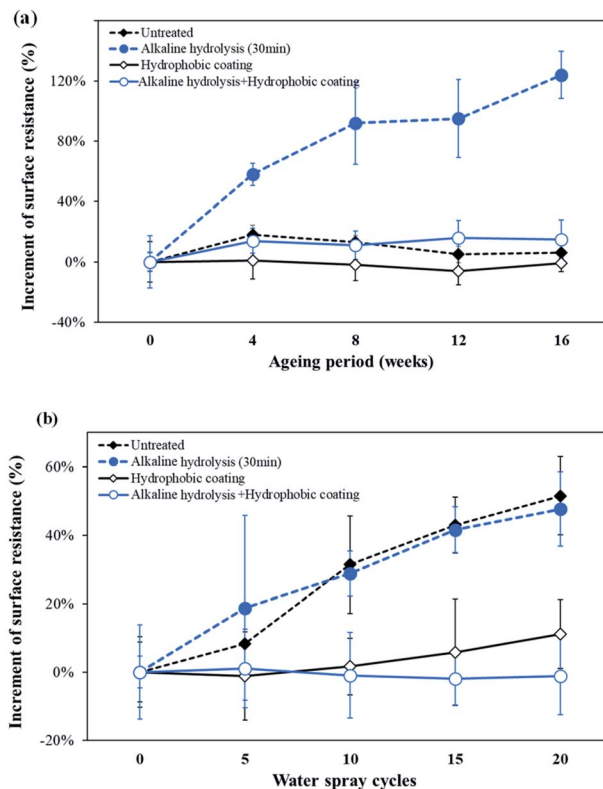 (a)
Untreated
Alkaline hydrolysis (30min)
Hydrophobic coating
Alkaline hydrolysis+Hydrophobic coating
Increment of surface resistance (%)
120%
80%
40%
0%
-40%
0 4 8 12 16
Ageing period (weeks)
(b)
Untreated
Alkaline hydrolysis (30min)
Hydrophobic coating
Alkaline hydrolysis +Hydrophobic coating
Increment of surface resistance (%)
60%
40%
20%
0%
-20%
0 5 10 15 20
Water spray cycles